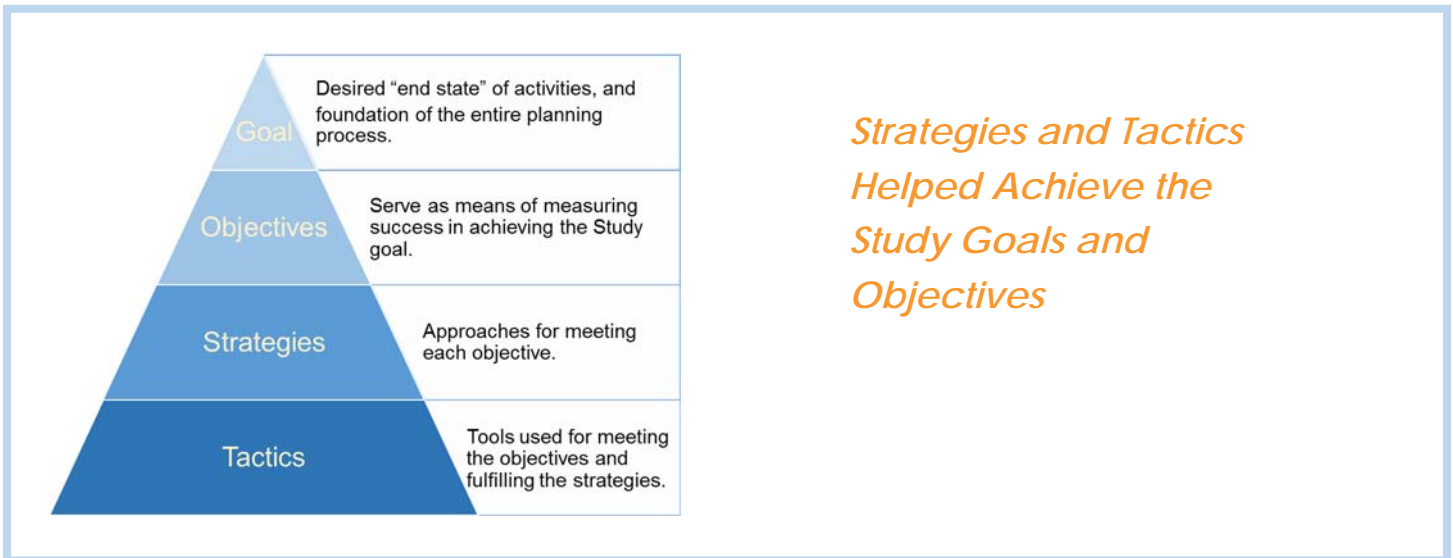 Goal
Desired “end state” of activities, and
foundation of the entire planning
process.
Objectives
Serve as means of measuring
success in achieving the Study
goal.
Strategies
Approaches for meeting
each objective.
Tactics
Tools used for meeting
the objectives and
fulfilling the strategies.
Strategies and Tactics
Helped Achieve the
Study Goals and
Objectives